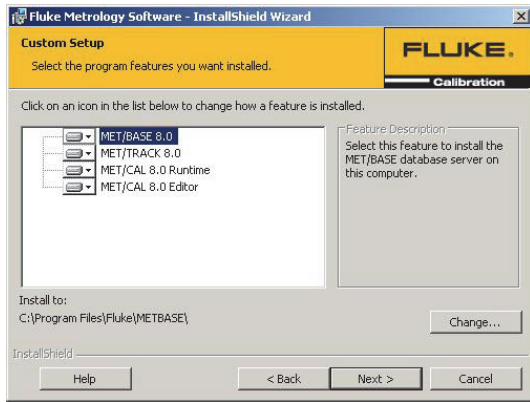 Fluke Metrology Software - InstallShield Wizard
Custom Setup
Select the program features you want installed.
FLUKE.
Calibration
Click on an icon in the list below to change how a feature is installed.
MET/BASE 8.0
MET/TRACK 8.0
MET/CAL 8.0 Runtime
MET/CAL 8.0 Editor
Feature Description
Select this feature to install the
MET/BASE database server on
this computer.
Install to:
C:\Program Files\Fluke\METBASE\
Change...
InstallShield
Help
< Back
Next >
Cancel